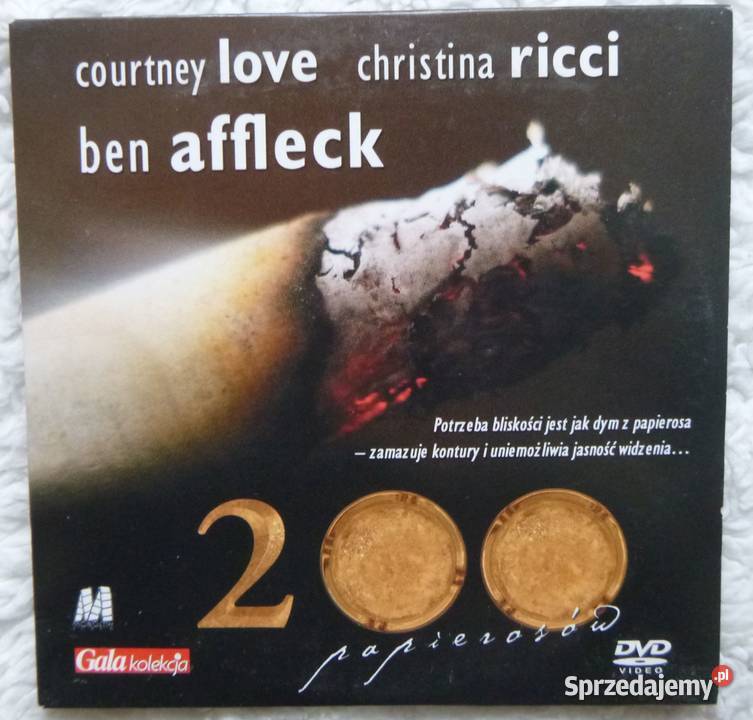 courtney love christina ricci
ben affleck
Potrzeba bliskości jest jak dym z papierosa
– zamazuje kontury i uniemożliwia jasność widzenia...
200
papierosów
Gala kolekcja
DVD
VIDEO
Sprzedajemy.pl